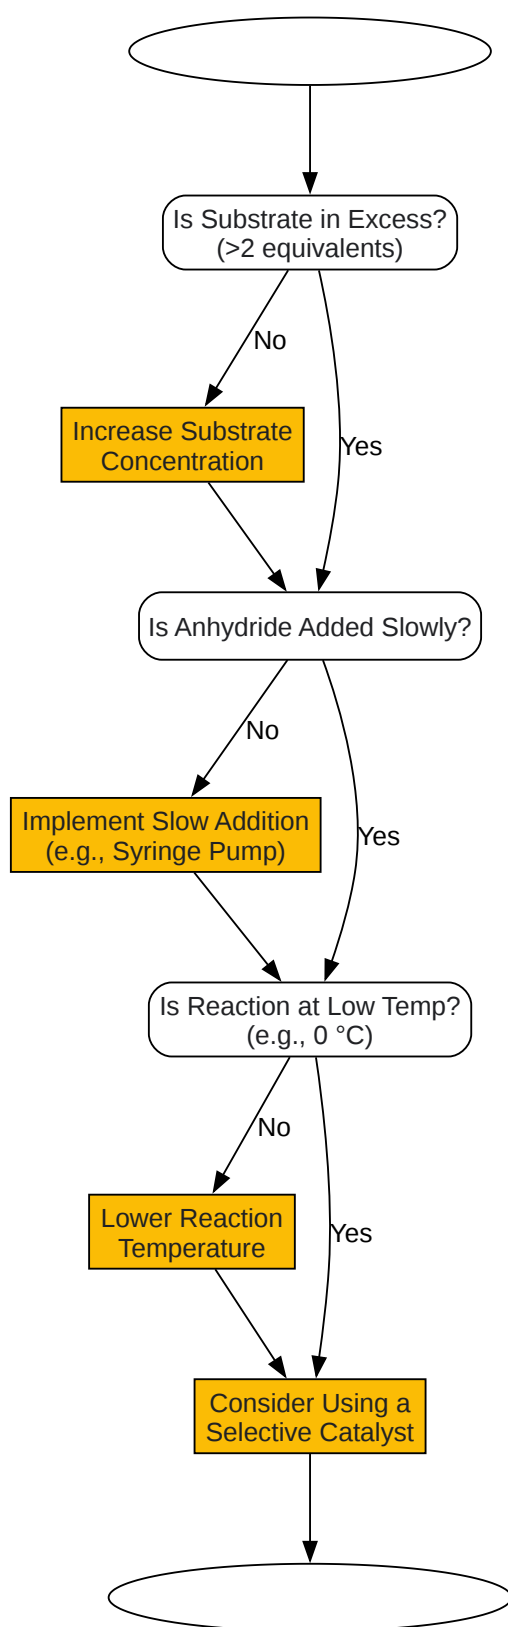 Is Substrate in Excess?
(>2 equivalents)
No
Increase Substrate
Concentration
Yes
Is Anhydride Added Slowly?
No
Implement Slow Addition
(e.g., Syringe Pump)
Yes
Is Reaction at Low Temp?
(e.g., 0 °C)
No
Lower Reaction
Temperature
Yes
Consider Using a
Selective Catalyst